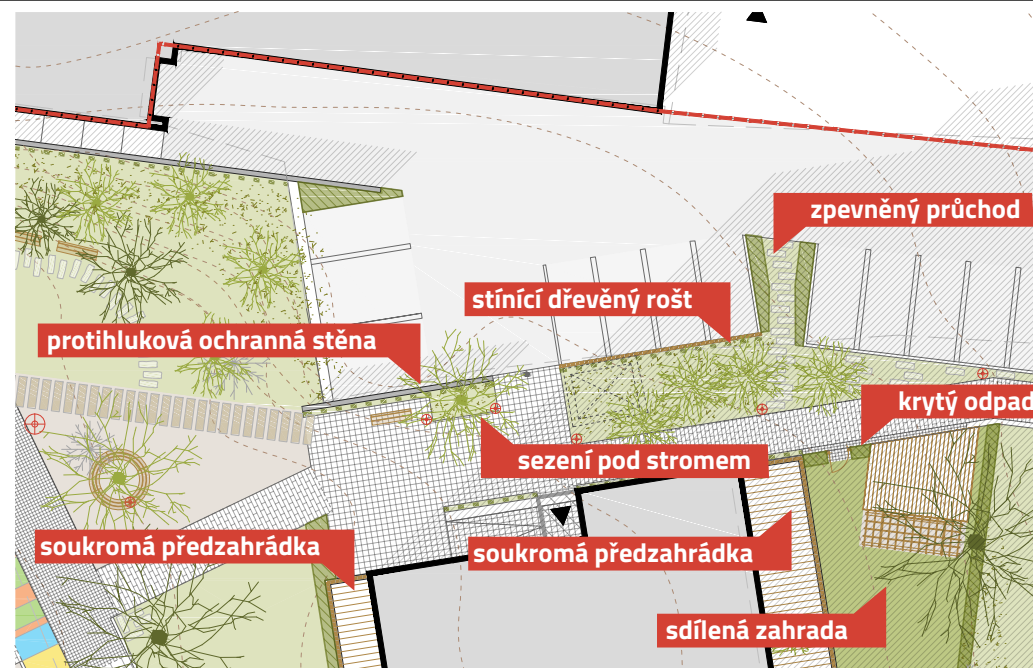 zpevněný průchod
stínící dřevěný rošt
protihluková ochranná stěna
krytý odpad
sezení pod stromem
soukromá předzahrádka
soukromá předzahrádka
sdílená zahrada